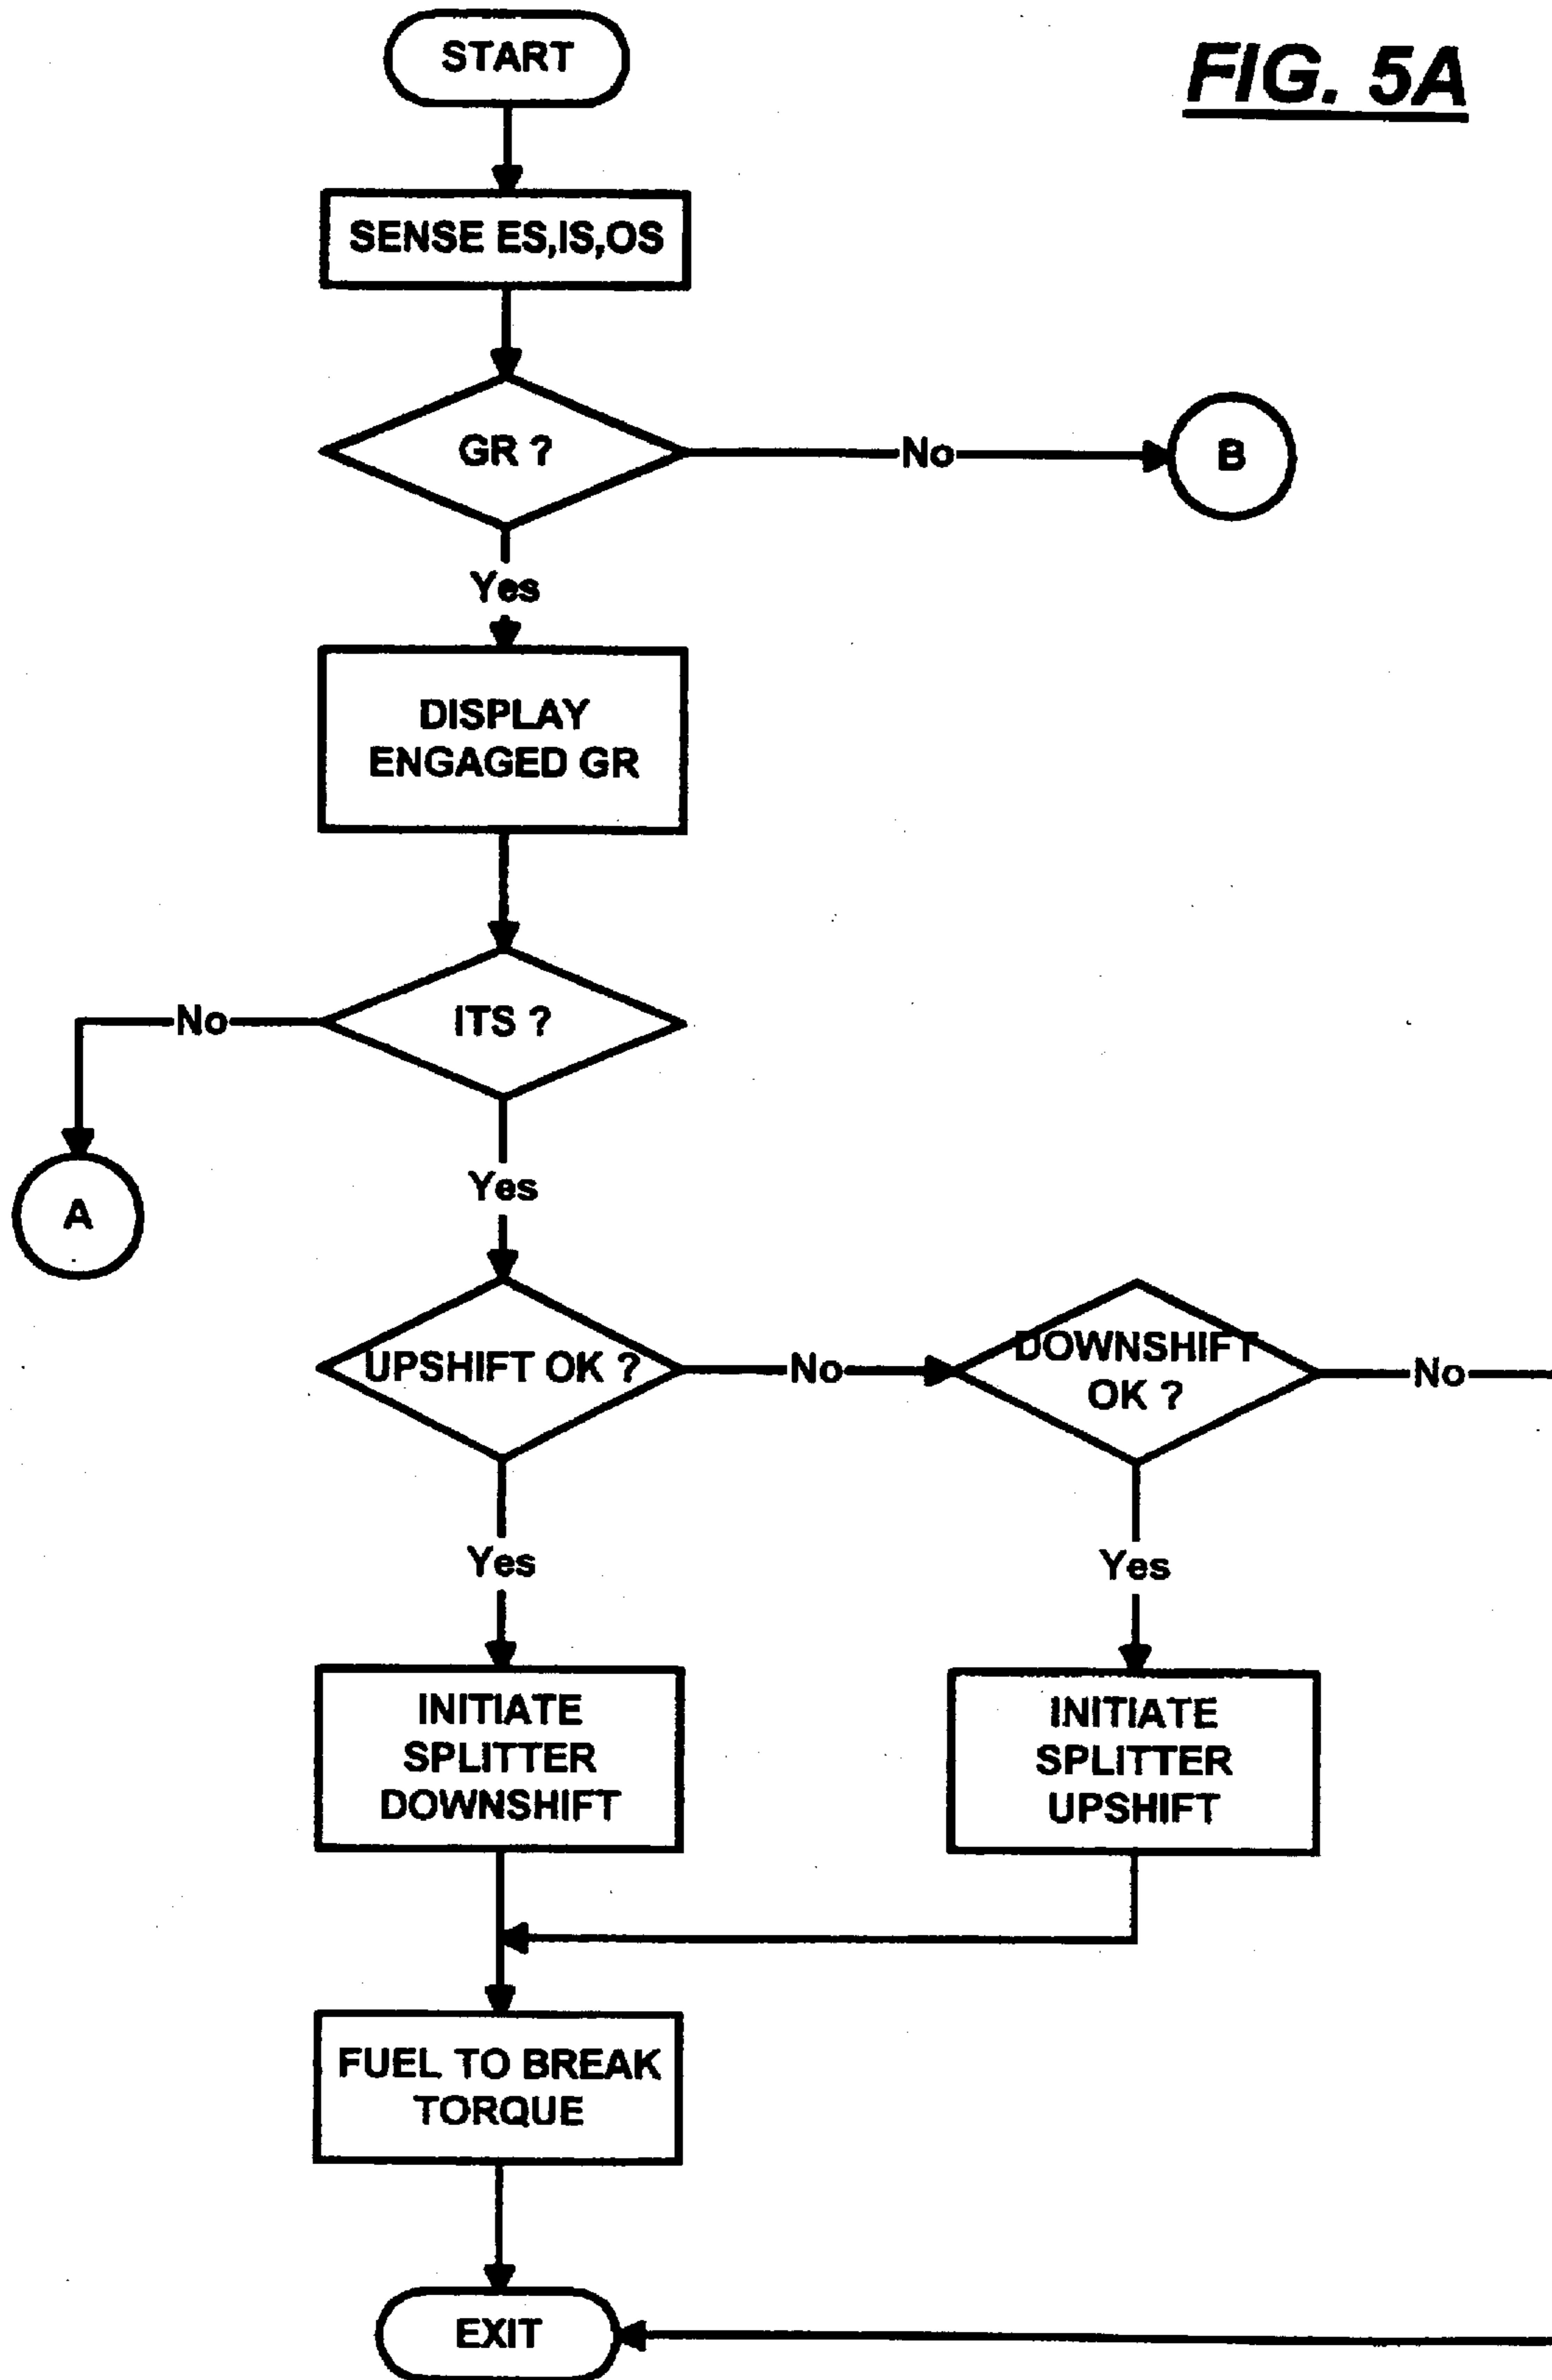 FIG. 5A
START
SENSE ES,IS,OS
GR ?
No
B
Yes
DISPLAY
ENGAGED GR
ITS ?
No
A
Yes
UPSHIFT OK ?
No
DOWNSHIFT
OK ?
No
Yes
Yes
INITIATE
SPLITTER
DOWNSHIFT
INITIATE
SPLITTER
UPSHIFT
FUEL TO BREAK
TORQUE
EXIT